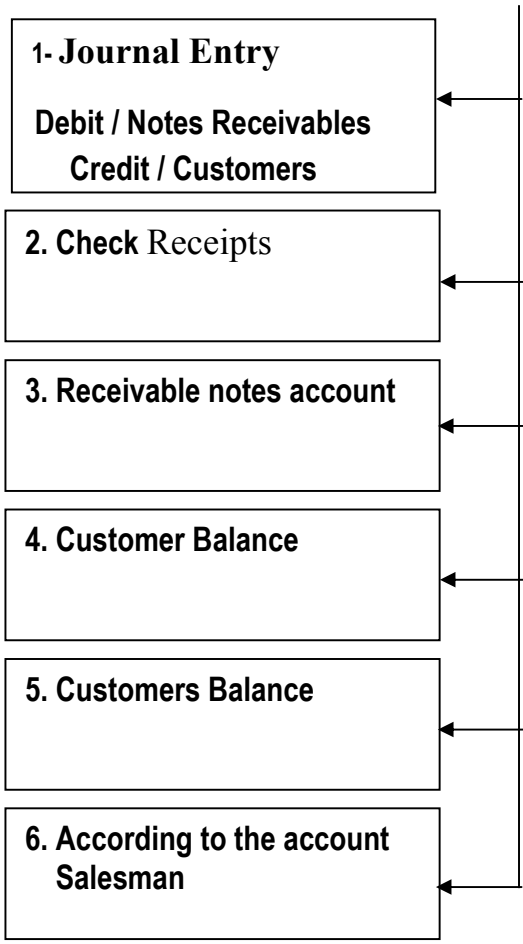 1- Journal Entry
Debit / Notes Receivables
Credit / Customers
2. Check Receipts
3. Receivable notes account
4. Customer Balance
5. Customers Balance
6. According to the account
Salesman